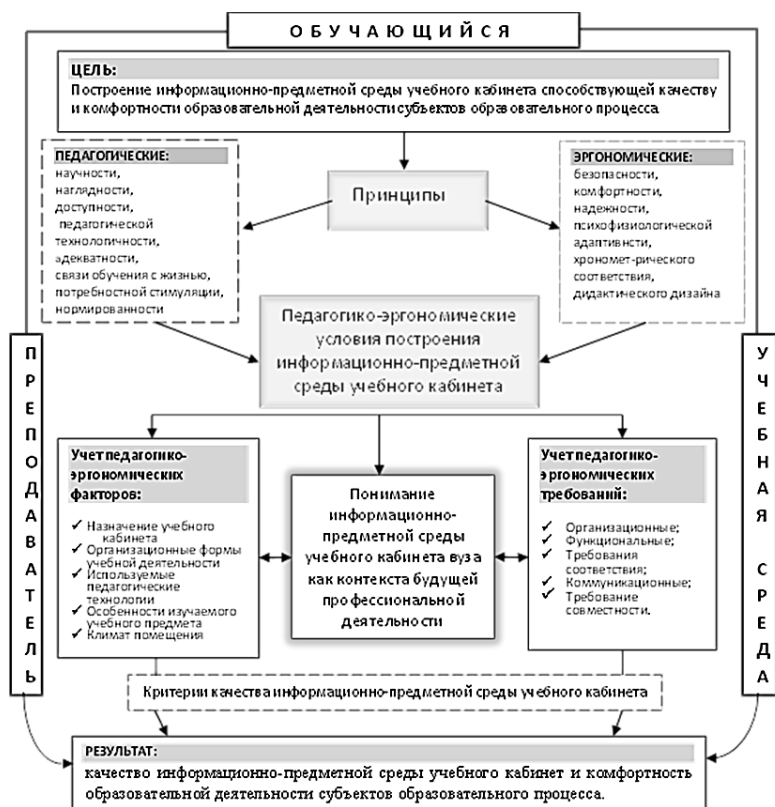 ОБУЧАЮЩИЙСЯ
ЦЕЛЬ:
Построение информационно-предметной среды учебного кабинета способствующей качеству
и комфортности образовательной деятельности субъектов образовательного процесса.
ПЕДАГОГИЧЕСКИЕ:
научности,
наглядности,
доступности,
педагогической
технологичности,
адекватности,
связи обучения с жизнью,
потребностной стимуляции,
нормированности
Принципы
ЭРГОНОМИЧЕСКИЕ:
безопасности,
комфортности,
надежности,
психофизиологической
адаптивнсти,
хрономет-рического
соответствия,
дидактического дизайна
Педагогико-эргономические
условия построения
информационно-предметной
среды учебного кабинета
ПРЕПОДАВАТЕЛЬ
УЧЕБНАЯ СРЕДА
Учет педагогико-
эргономических
факторов:
✓ Назначение учебного
кабинета
✓ Организационные формы
учебной деятельности
✓ Используемые
педагогические
технологии
✓ Особенности изучаемого
учебного предмета
✓ Климат помещения
Понимание
информационно-
предметной среды
учебного кабинета вуза
как контекста будущей
профессиональной
деятельности
Учет педагогико-
эргономических
требований:
✓ Организационные;
✓ Функциональные;
✓ Требования
соответствия;
✓ Коммуникационные;
✓ Требование
совместности.
Критерии качества информационно-предметной среды учебного кабинета
РЕЗУЛЬТАТ:
качество информационно-предметной среды учебного кабинет и комфортность
образовательной деятельности субъектов образовательного процесса.